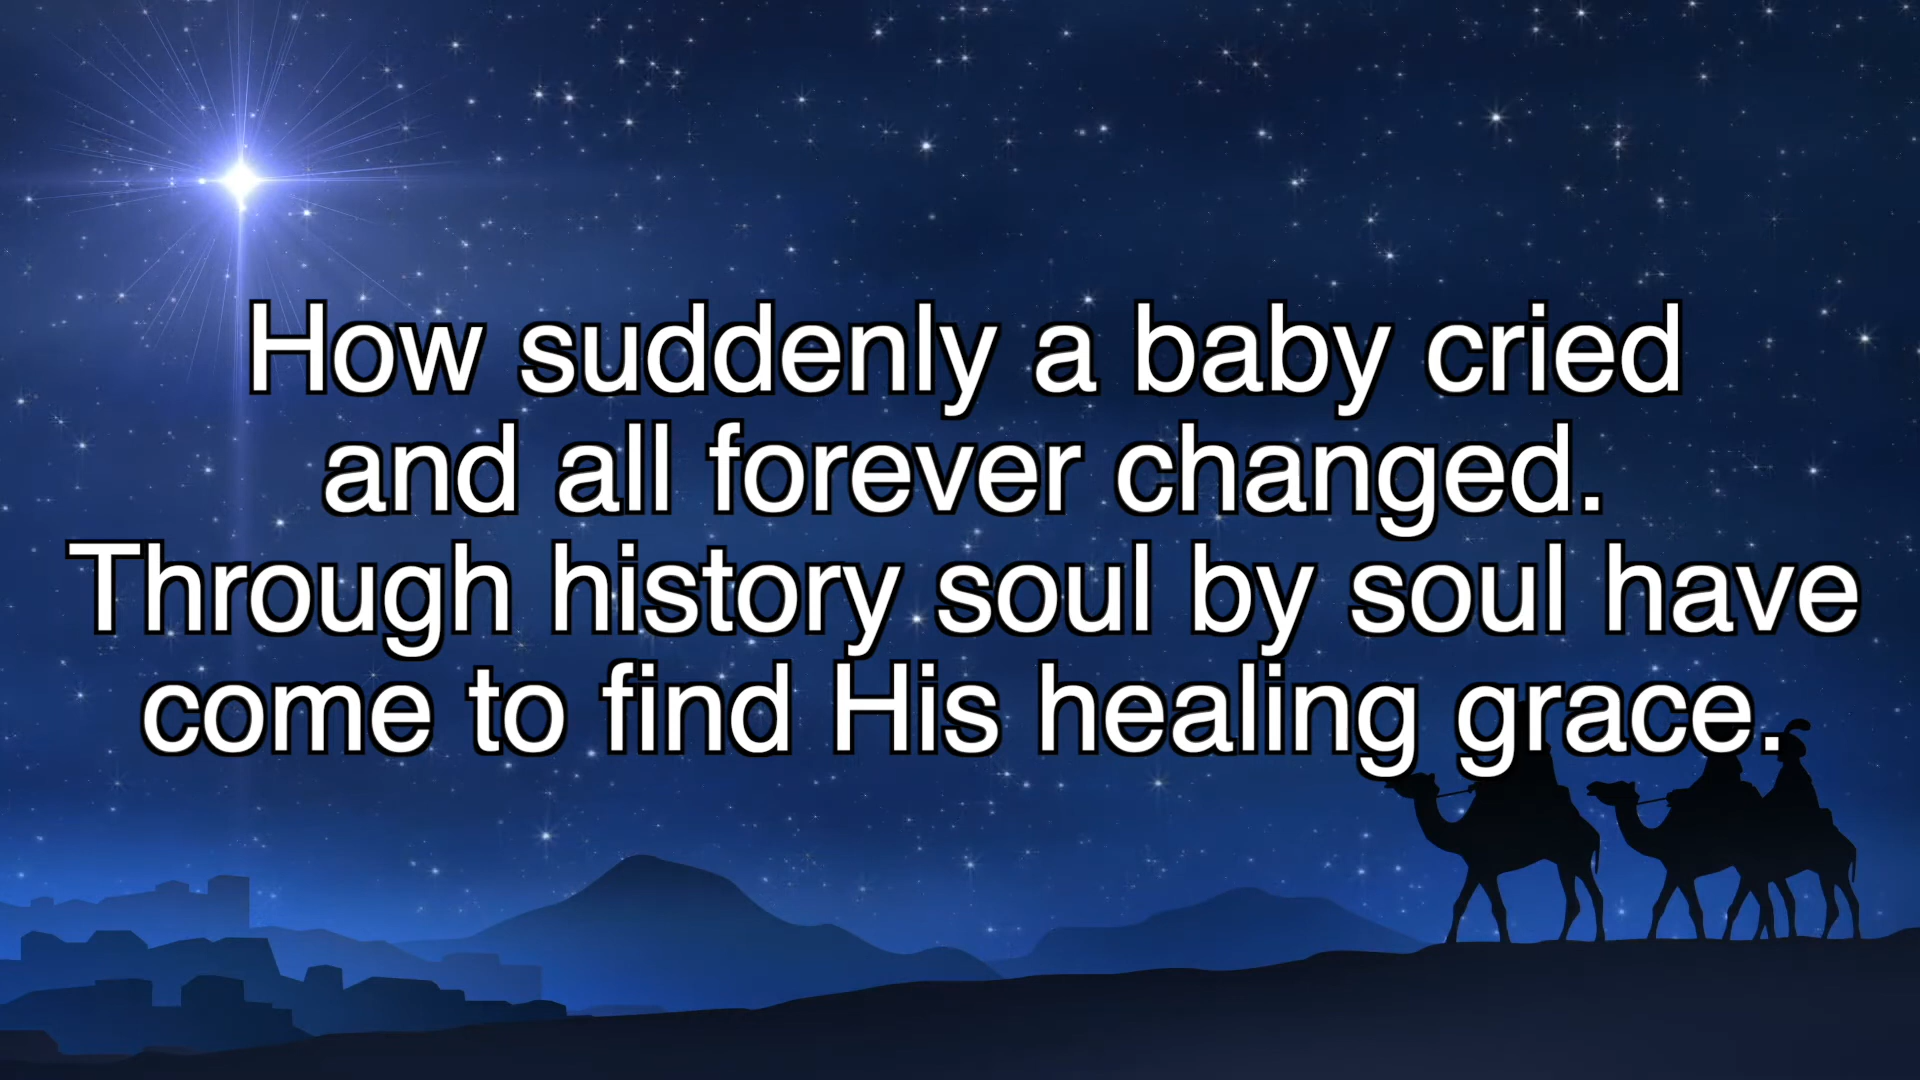 How suddenly a baby cried
and all forever changed.
Through history soul by soul have
come to find His healing grace.